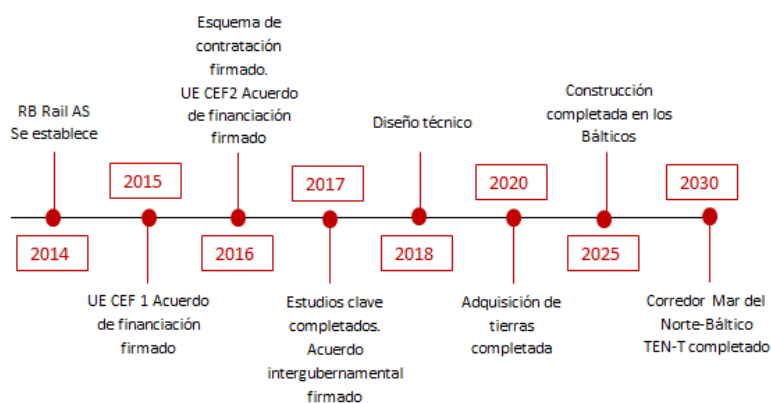 Esquema de
contratación
firmado.
UE CEF2 Acuerdo
de financiación
firmado
RB Rail AS
Se establece
Diseño técnico
Construcción
completada en los
Bálticos
2015
2017
2020
2030
2014
2016
2018
2025
UE CEF 1 Acuerdo
de financiación
firmado
Estudios clave
completados.
Acuerdo
intergubernamental
firmado
Adquisición de
tierras
completada
Corredor Mar del
Norte-Báltico
TEN-T completado